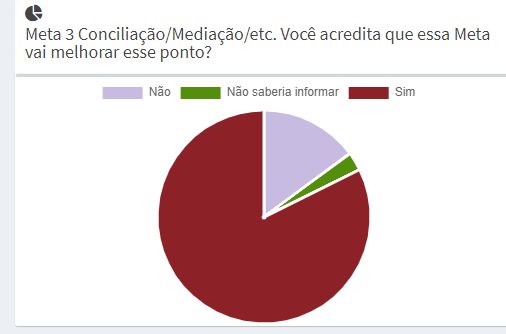 Meta 3 Conciliação/Mediação/etc. Você acredita que essa Meta
vai melhorar esse ponto?
Não Não saberia informar Sim